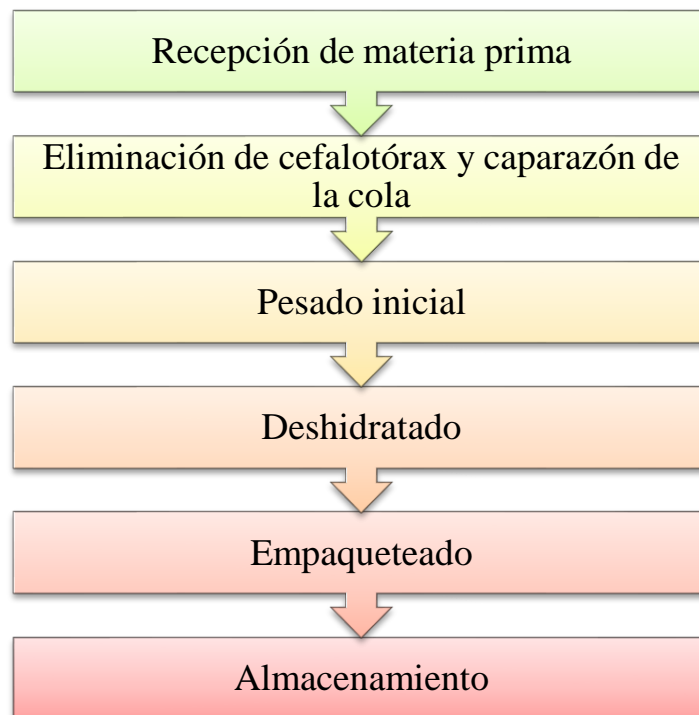 Recepción de materia prima
Eliminación de cefalotórax y caparazón de
la cola
Pesado inicial
Deshidratado
Empaqueteado
Almacenamiento